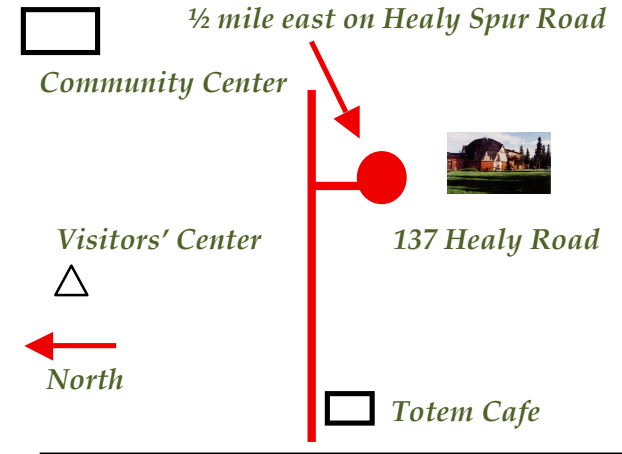 ½ mile east on Healy Spur Road
Community Center
Visitors’ Center
137 Healy Road
North
Totem Cafe